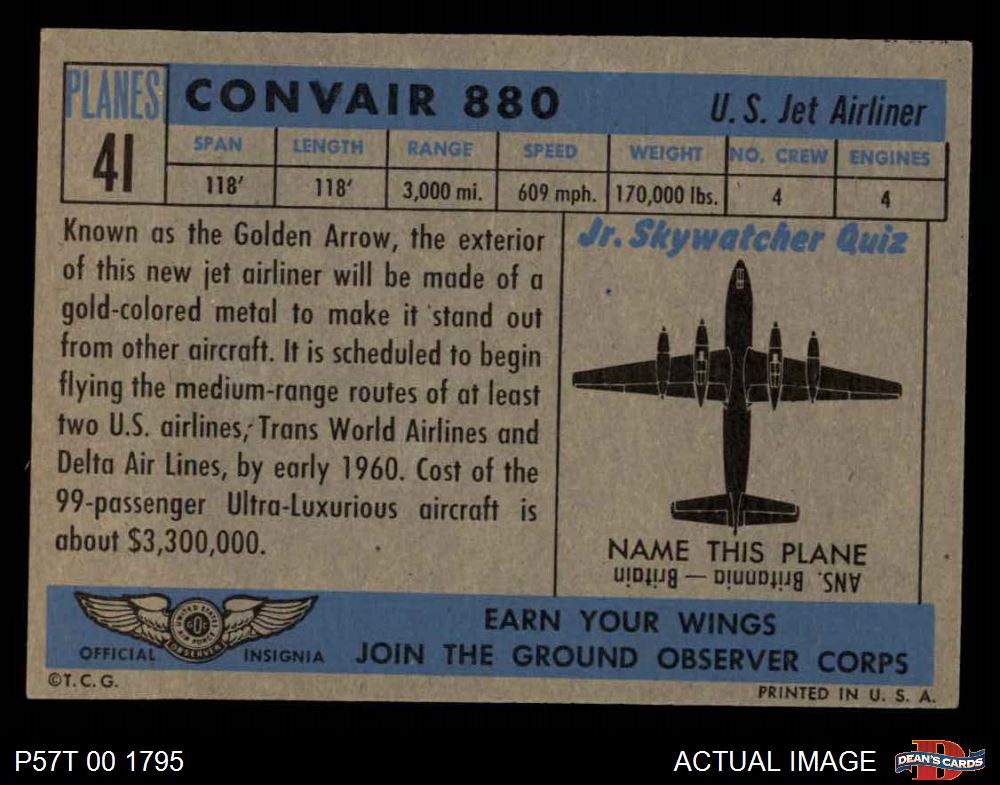 PLANES
41
CONVAIR 880
U. S. Jet Airliner
SPAN LENGTH RANGE SPEED WEIGHT NO. CREW ENGINES
118′ 118′ 3,000 mi. 609 mph. 170,000 lbs. 4 4
Known as the Golden Arrow, the exterior
of this new jet airliner will be made of a
gold-colored metal to make it stand out
from other aircraft. It is scheduled to begin
flying the medium-range routes of at least
two U.S. airlines, Trans World Airlines and
Delta Air Lines, by early 1960. Cost of the
99-passenger Ultra-Luxurious aircraft is
about $3,300,000.
Jr. Skywatcher Quiz
NAME THIS PLANE
ANS. Britannia — Britain
UNITED STATES
AIR FORCE
GOC
OBSERVER
OFFICIAL INSIGNIA
EARN YOUR WINGS
JOIN THE GROUND OBSERVER CORPS
©T. C. G.
PRINTED IN U. S. A.
P57T 00 1795
ACTUAL IMAGE
D
DEAN'S CARDS